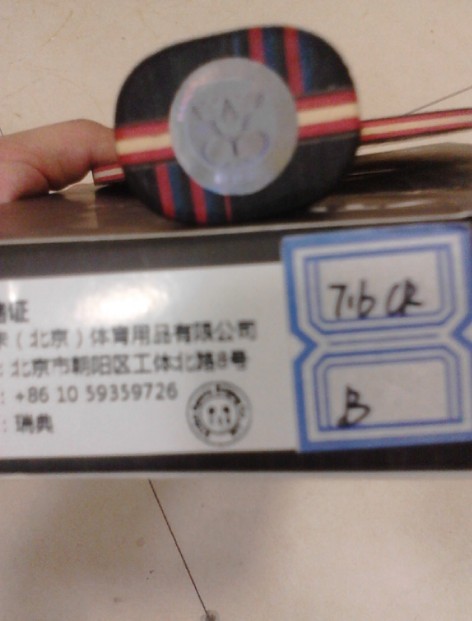 证
（北京）体育用品有限公司
：北京市朝阳区工体北路8号
：+86 10 59359726
：瑞典
7.6 CR
B